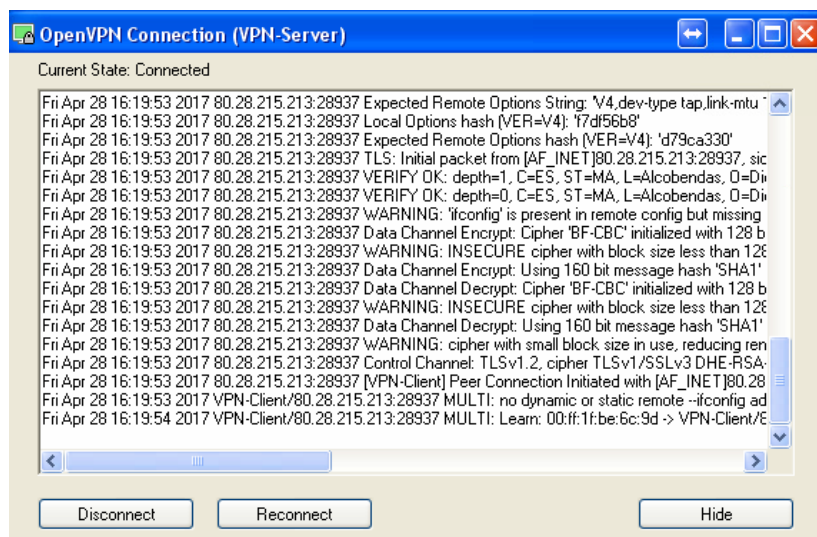 OpenVPN Connection (VPN-Server)
Current State: Connected
Fri Apr 28 16:19:53 2017 80.28.215.213:28937 Expected Remote Options String: 'V4,dev-type tap,link-mtu
Fri Apr 28 16:19:53 2017 80.28.215.213:28937 Local Options hash (VER=V4): 'f7df56b8'
Fri Apr 28 16:19:53 2017 80.28.215.213:28937 Expected Remote Options hash (VER=V4): 'd79ca330'
Fri Apr 28 16:19:53 2017 80.28.215.213:28937 TLS: Initial packet from [AF_INET]80.28.215.213:28937, sic
Fri Apr 28 16:19:53 2017 80.28.215.213:28937 VERIFY OK: depth=1, C=ES, ST=MA, L=Alcobendas, O=Di
Fri Apr 28 16:19:53 2017 80.28.215.213:28937 VERIFY OK: depth=0, C=ES, ST=MA, L=Alcobendas, O=Di
Fri Apr 28 16:19:53 2017 80.28.215.213:28937 WARNING: 'ifconfig' is present in remote config but missing
Fri Apr 28 16:19:53 2017 80.28.215.213:28937 Data Channel Encrypt: Cipher 'BF-CBC' initialized with 128 b
Fri Apr 28 16:19:53 2017 80.28.215.213:28937 WARNING: INSECURE cipher with block size less than 128
Fri Apr 28 16:19:53 2017 80.28.215.213:28937 Data Channel Encrypt: Using 160 bit message hash 'SHA1'
Fri Apr 28 16:19:53 2017 80.28.215.213:28937 Data Channel Decrypt: Cipher 'BF-CBC' initialized with 128 b
Fri Apr 28 16:19:53 2017 80.28.215.213:28937 WARNING: INSECURE cipher with block size less than 128
Fri Apr 28 16:19:53 2017 80.28.215.213:28937 Data Channel Decrypt: Using 160 bit message hash 'SHA1'
Fri Apr 28 16:19:53 2017 80.28.215.213:28937 WARNING: cipher with small block size in use, reducing ren
Fri Apr 28 16:19:53 2017 80.28.215.213:28937 Control Channel: TLSv1.2, cipher TLSv1/SSLv3 DHE-RSA-
Fri Apr 28 16:19:53 2017 80.28.215.213:28937 [VPN-Client] Peer Connection Initiated with [AF_INET]80.28
Fri Apr 28 16:19:53 2017 VPN-Client/80.28.215.213:28937 MULTI: no dynamic or static remote --ifconfig ad
Fri Apr 28 16:19:54 2017 VPN-Client/80.28.215.213:28937 MULTI: Learn: 00:ff:1f:be:6c:9d -> VPN-Client/8
Disconnect
Reconnect
Hide